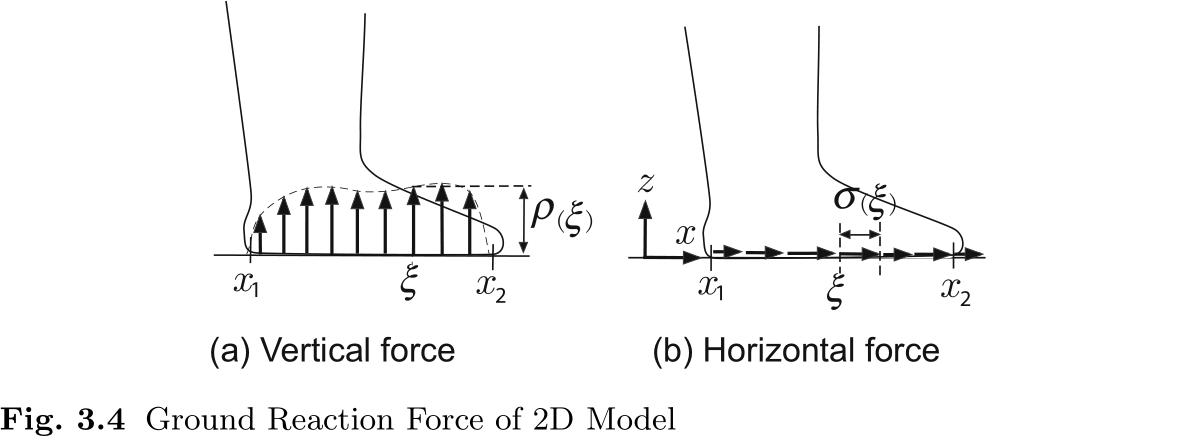 ρ(ξ)
x₁ ξ x₂
(a) Vertical force
z
σ(ξ)
x
x₁ ξ x₂
(b) Horizontal force
Fig. 3.4 Ground Reaction Force of 2D Model